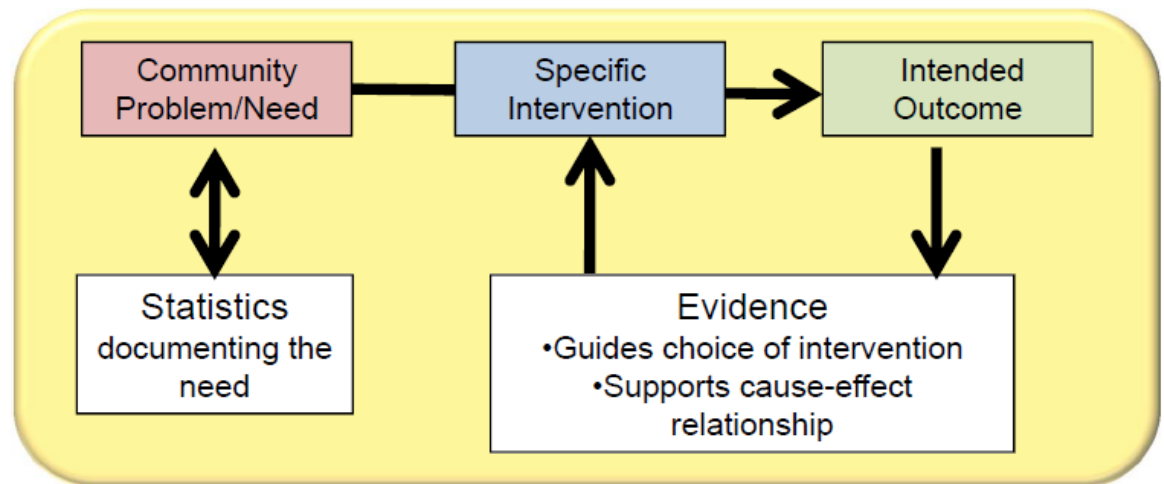 Community
Problem/Need
Specific
Intervention
Intended
Outcome
Statistics
documenting the
need
Evidence
•Guides choice of intervention
•Supports cause-effect
relationship